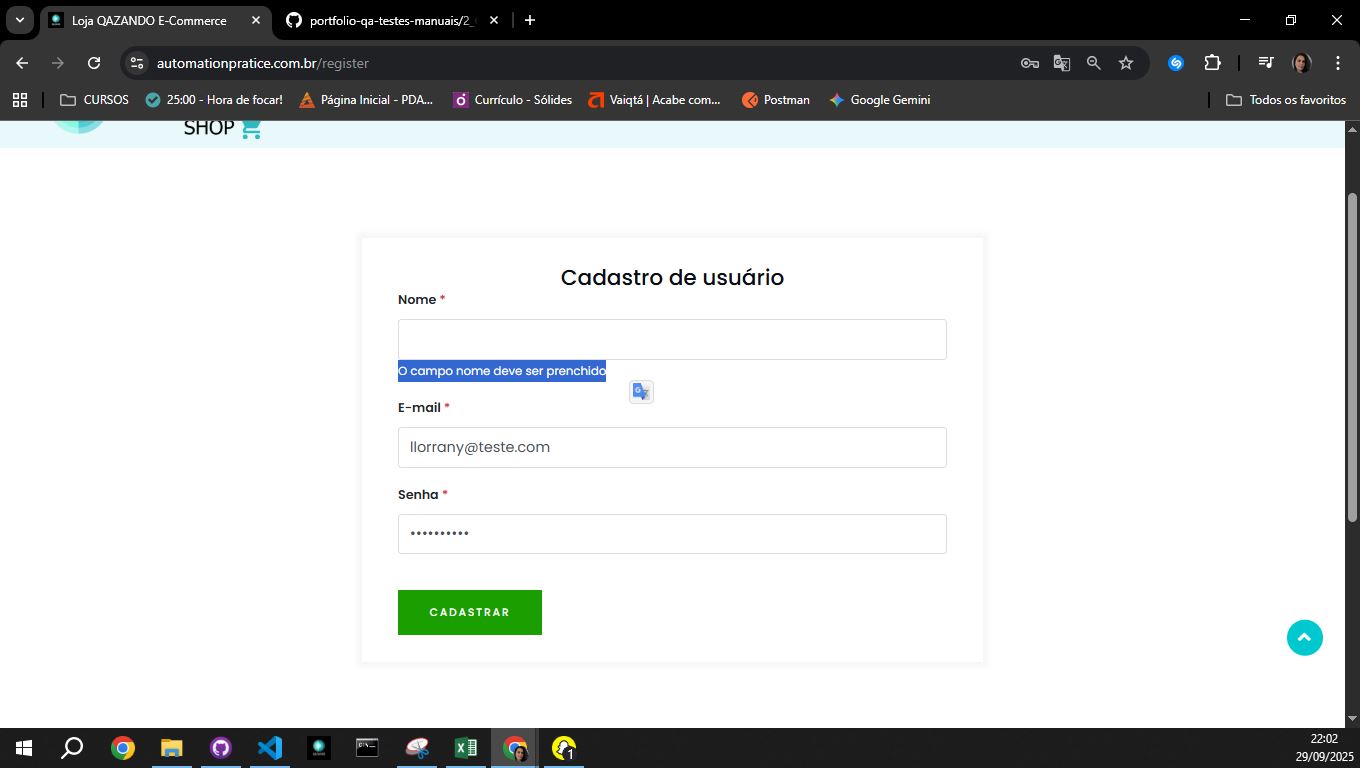 Loja QAZANDO E-Commerce
portfolio-qa-testes-manuais/2_
automationpratice.com.br/register
CURSOS
25:00 - Hora de focar!
Página Inicial - PDA...
Currículo - Sólides
Vaiqtá | Acabe com...
Postman
Google Gemini
Todos os favoritos
SHOP
Cadastro de usuário
Nome *
O campo nome deve ser prenchido
E-mail *
llorrany@teste.com
Senha *
••••••••••
CADASTRAR
1
22:02
29/09/2025